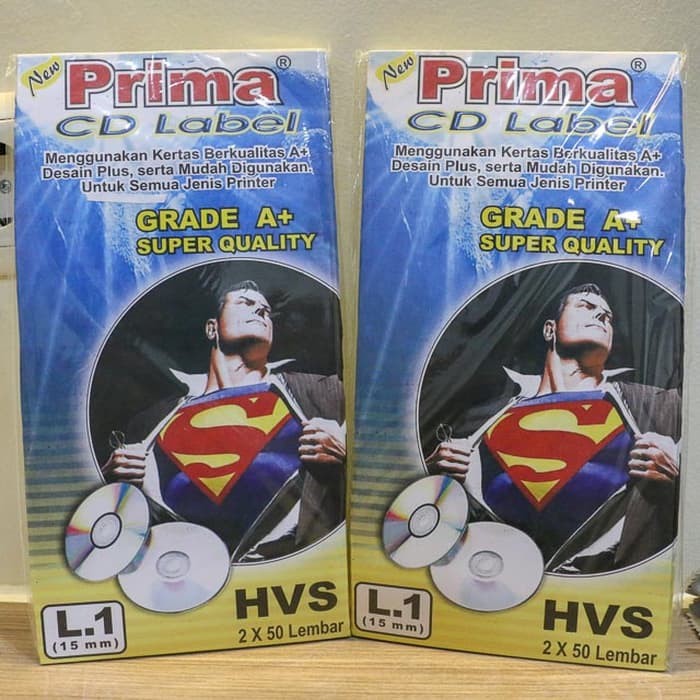 New
Prima®
CD Label
Menggunakan Kertas Berkualitas A+
Desain Plus, serta Mudah Digunakan.
Untuk Semua Jenis Printer
GRADE A+
SUPER QUALITY
S
HVS
L.1
(15 mm)
2 X 50 Lembar
New
Prima®
CD Label
Menggunakan Kertas Berkualitas A+
Desain Plus, serta Mudah Digunakan.
Untuk Semua Jenis Printer
GRADE A+
SUPER QUALITY
S
HVS
L.1
(15 mm)
2 X 50 Lembar